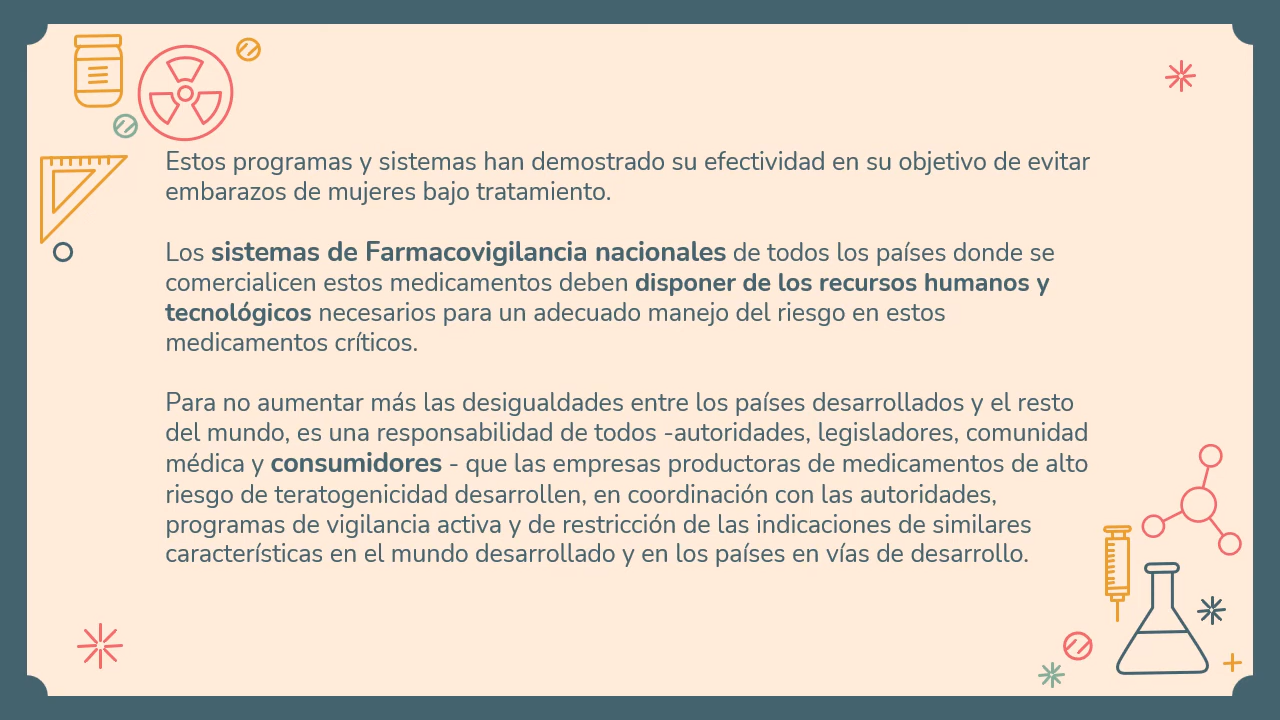 Estos programas y sistemas han demostrado su efectividad en su objetivo de evitar
embarazos de mujeres bajo tratamiento.
Los sistemas de Farmacovigilancia nacionales de todos los países donde se
comercialicen estos medicamentos deben disponer de los recursos humanos y
tecnológicos necesarios para un adecuado manejo del riesgo en estos
medicamentos críticos.
Para no aumentar más las desigualdades entre los países desarrollados y el resto
del mundo, es una responsabilidad de todos -autoridades, legisladores, comunidad
médica y consumidores - que las empresas productoras de medicamentos de alto
riesgo de teratogenicidad desarrollen, en coordinación con las autoridades,
programas de vigilancia activa y de restricción de las indicaciones de similares
características en el mundo desarrollado y en los países en vías de desarrollo.